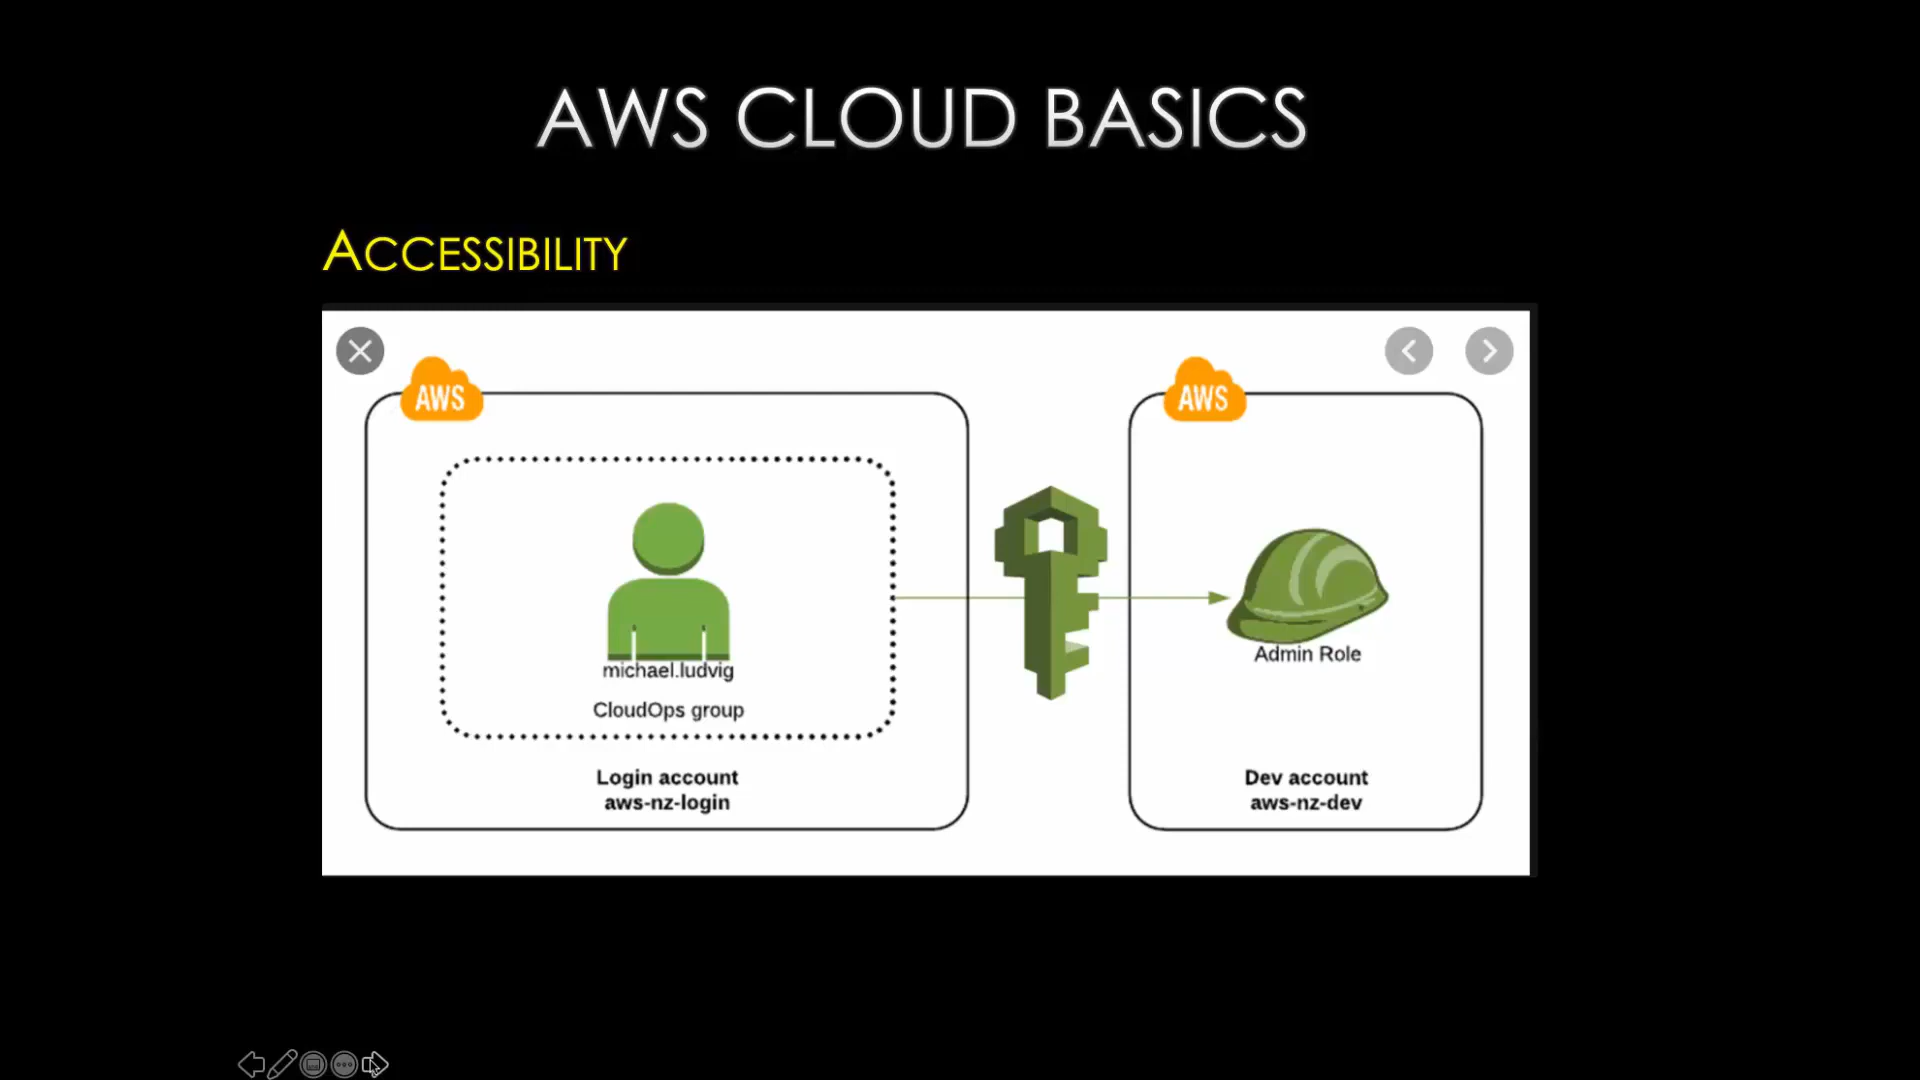 AWS CLOUD BASICS
ACCESSIBILITY
AWS
AWS
michael.ludvig
CloudOps group
Login account
aws-nz-login
Admin Role
Dev account
aws-nz-dev